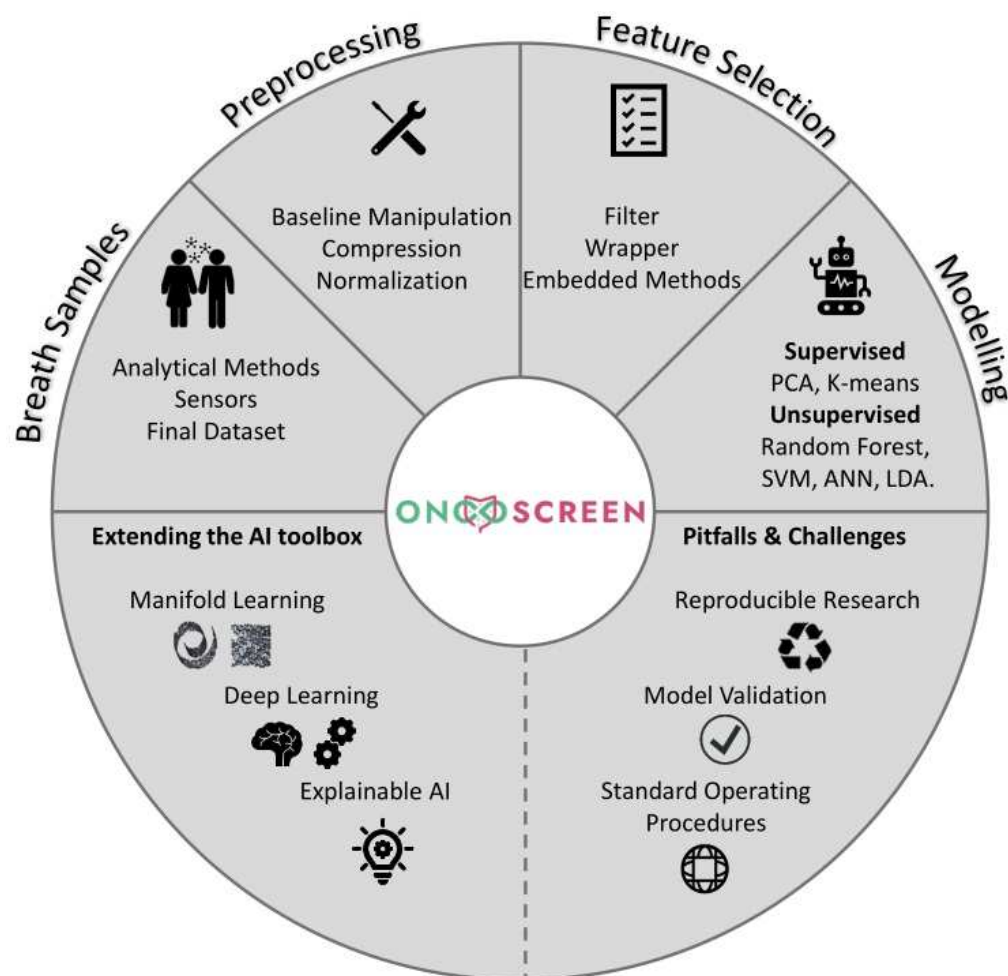 Breath Samples
Preprocessing
Feature Selection
Modelling
Analytical Methods
Sensors
Final Dataset
Baseline Manipulation
Compression
Normalization
Filter
Wrapper
Embedded Methods
Supervised
PCA, K-means
Unsupervised
Random Forest,
SVM, ANN, LDA.
ONCOSCREEN
Extending the AI toolbox
Manifold Learning
Deep Learning
Explainable AI
Pitfalls & Challenges
Reproducible Research
Model Validation
Standard Operating
Procedures